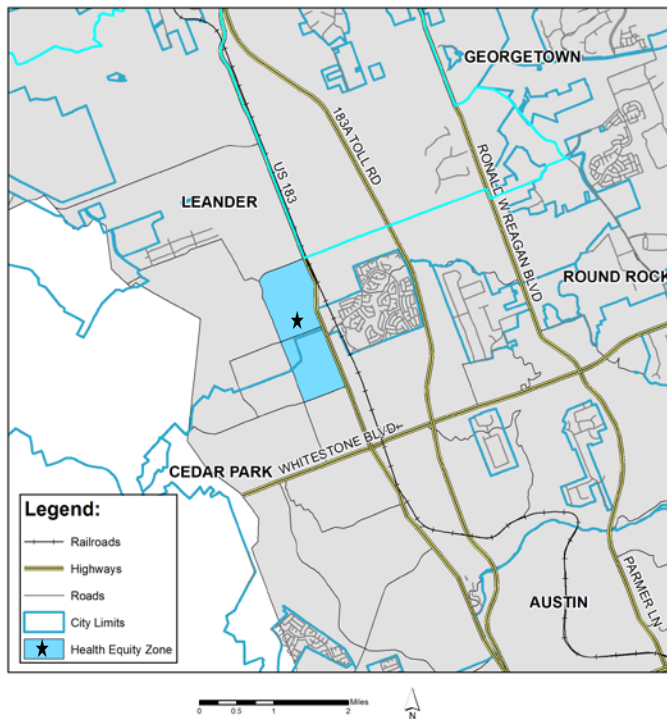 GEORGETOWN
183A TOLL RD
US 183
RONALD W REAGAN BLVD
LEANDER
ROUND ROCK
WHITESTONE BLVD
CEDAR PARK
Legend:
Railroads
Highways
Roads
City Limits
Health Equity Zone
AUSTIN
PARMER LN
Miles
0 0.5 1 2
N